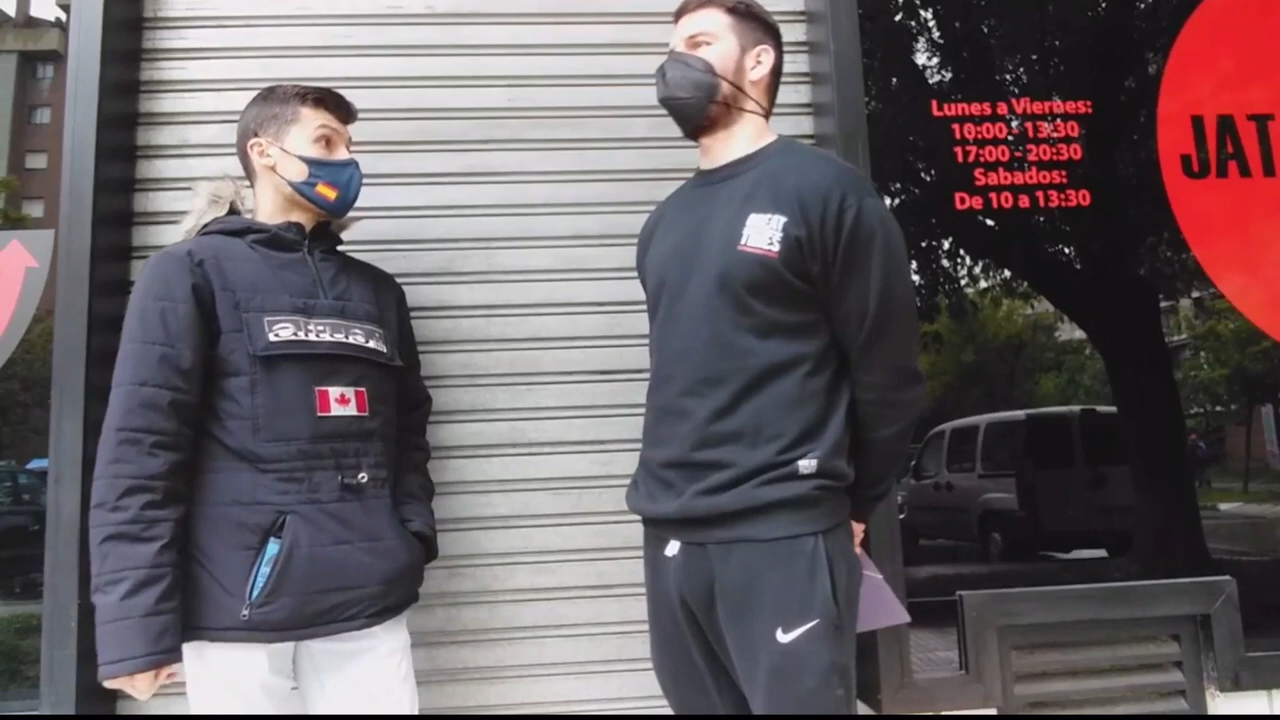 Lunes a Viernes:
10:00 - 13:30
17:00 - 20:30
Sabados:
De 10 a 13:30
JAT
GREAT
TIMES